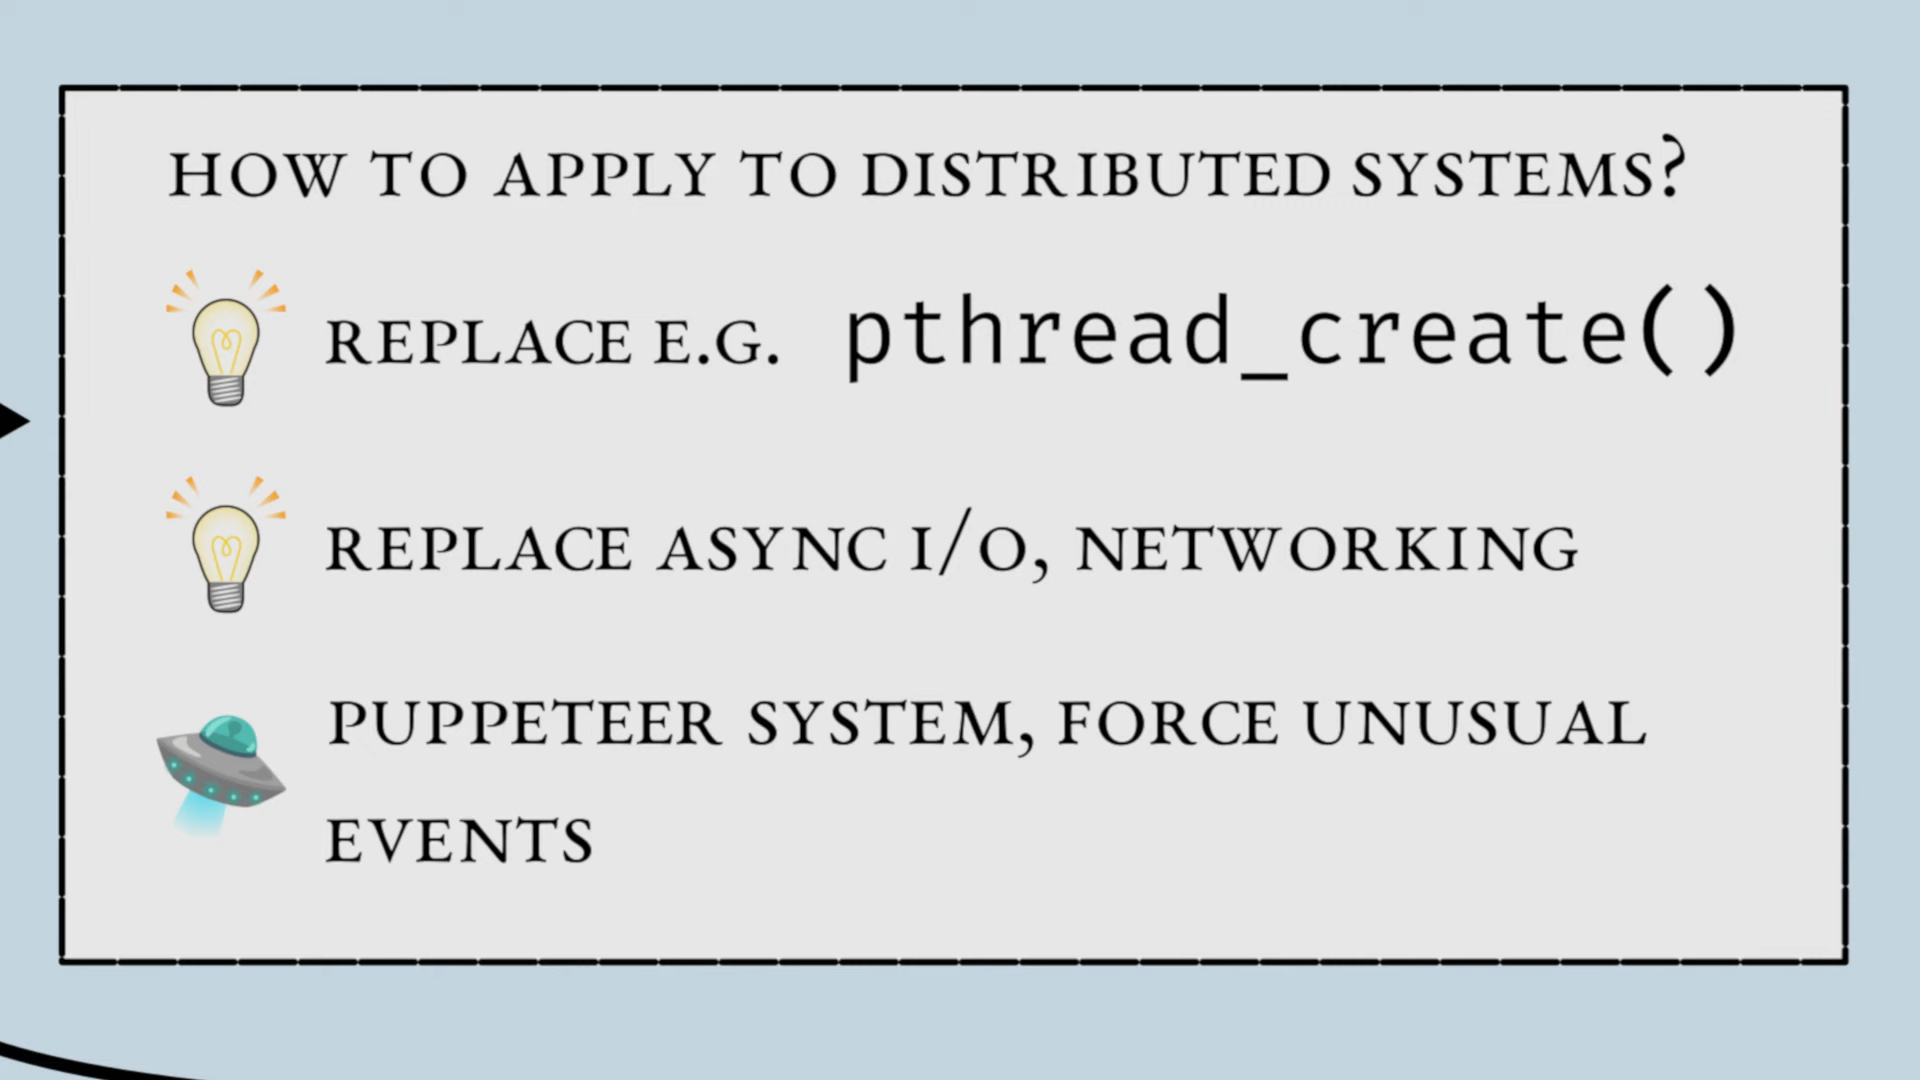 HOW TO APPLY TO DISTRIBUTED SYSTEMS?
REPLACE E.G. pthread_create()
REPLACE ASYNC I/O, NETWORKING
PUPPETEER SYSTEM, FORCE UNUSUAL
EVENTS